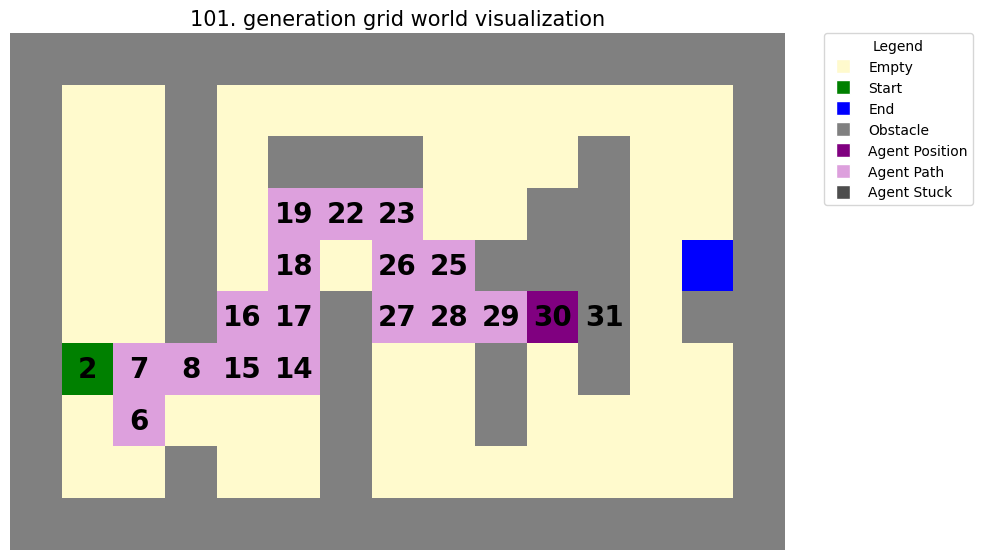 101. generation grid world visualization
Legend
Empty
Start
End
Obstacle
Agent Position
Agent Path
Agent Stuck
19 22 23
18 26 25
16 17 27 28 29 30 31
2 7 8 15 14
6